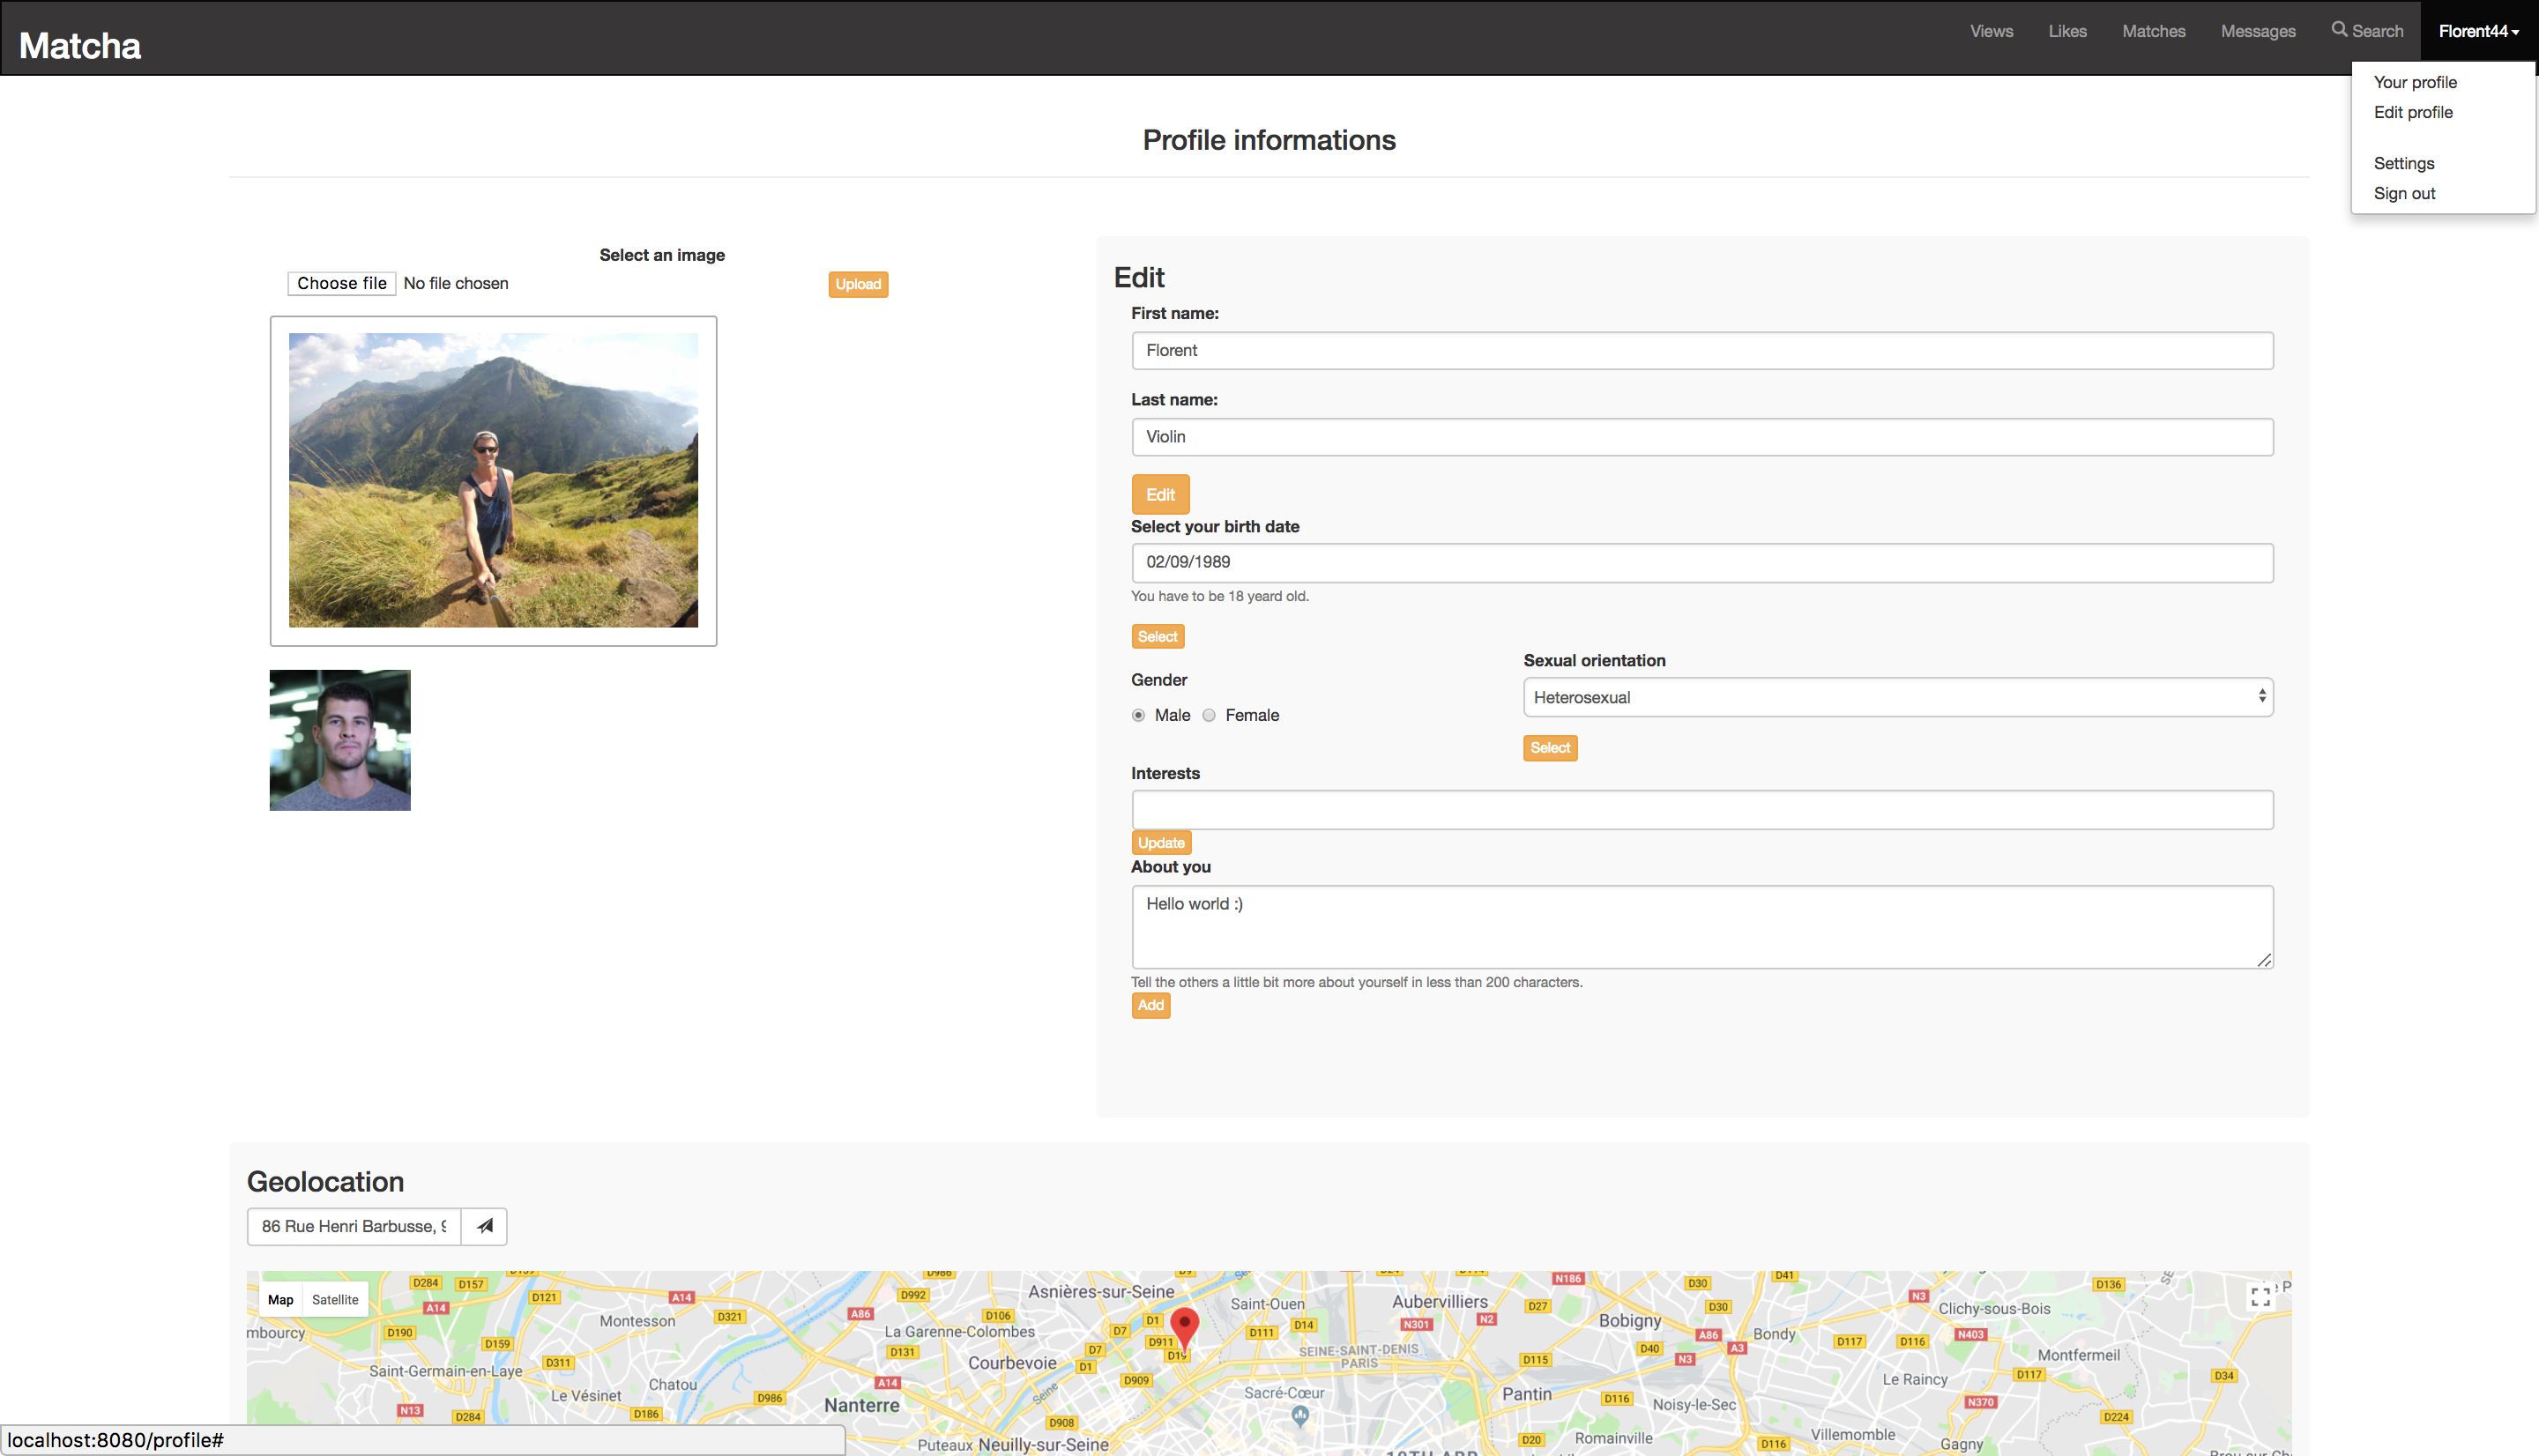 Matcha
Views Likes Matches Messages Search Florent44
Your profile
Edit profile
Settings
Sign out
Profile informations
Select an image
Choose file No file chosen
Upload
Edit
First name:
Florent
Last name:
Violin
Edit
Select your birth date
02/09/1989
You have to be 18 yeard old.
Select
Gender
Male Female
Sexual orientation
Heterosexual
Select
Interests
Update
About you
Hello world :)
Tell the others a little bit more about yourself in less than 200 characters.
Add
Geolocation
86 Rue Henri Barbusse, 9
Map Satellite
D284 D157
D121
A14
D190
D159
D311
Saint-Germain-en-Laye
Le Vésinet
N13
D284
D186
Montesson
Chatou
A14
D321
D986
A86
D992
D986
D106
La Garenne-Colombes
D131
A14
Nanterre
Asnières-sur-Seine
Courbevoie
D7
D1
D911
D19
D7
D1
D909
Seine
D908
Puteaux Neuilly-sur-Seine
Saint-Ouen
D111
D14
SEINE-SAINT-DENIS
PARIS
Sacré-Cœur
Aubervilliers
N301
N2
D27
N186
D115
Pantin
D116
D20
Romainville
Noisy-le-Sec
Bobigny
D30
D30
D41
A86
A3
N3
D40
Bondy
D117
D116
Villemomble
D116
Gagny
Le Raincy
N3
Clichy-sous-Bois
N403
D136
Montfermeil
D117
N370
D34
D224
localhost:8080/profile#